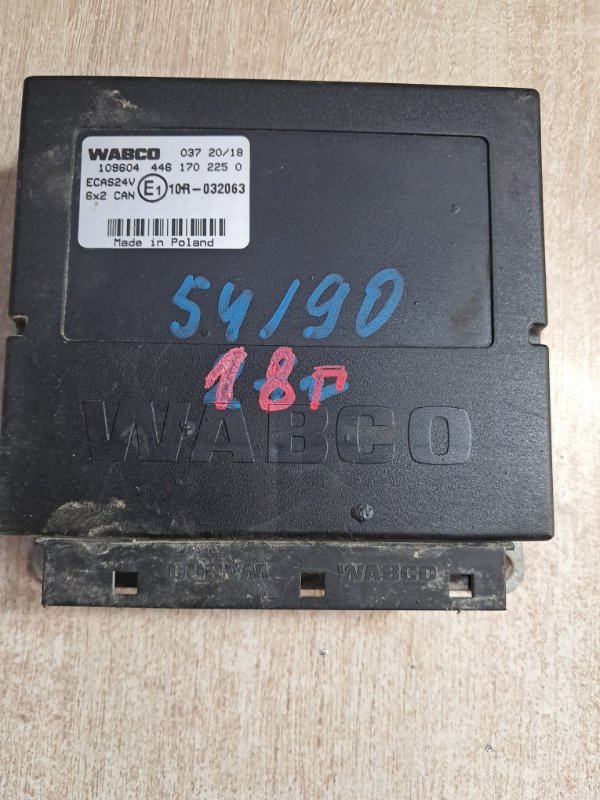 WABCO 037 20/18
109604 446 170 225 0
ECAS24V
6x2 CAN E1 10R-032063
Made in Poland
54190
18г
WABCO
WABCO WABCO